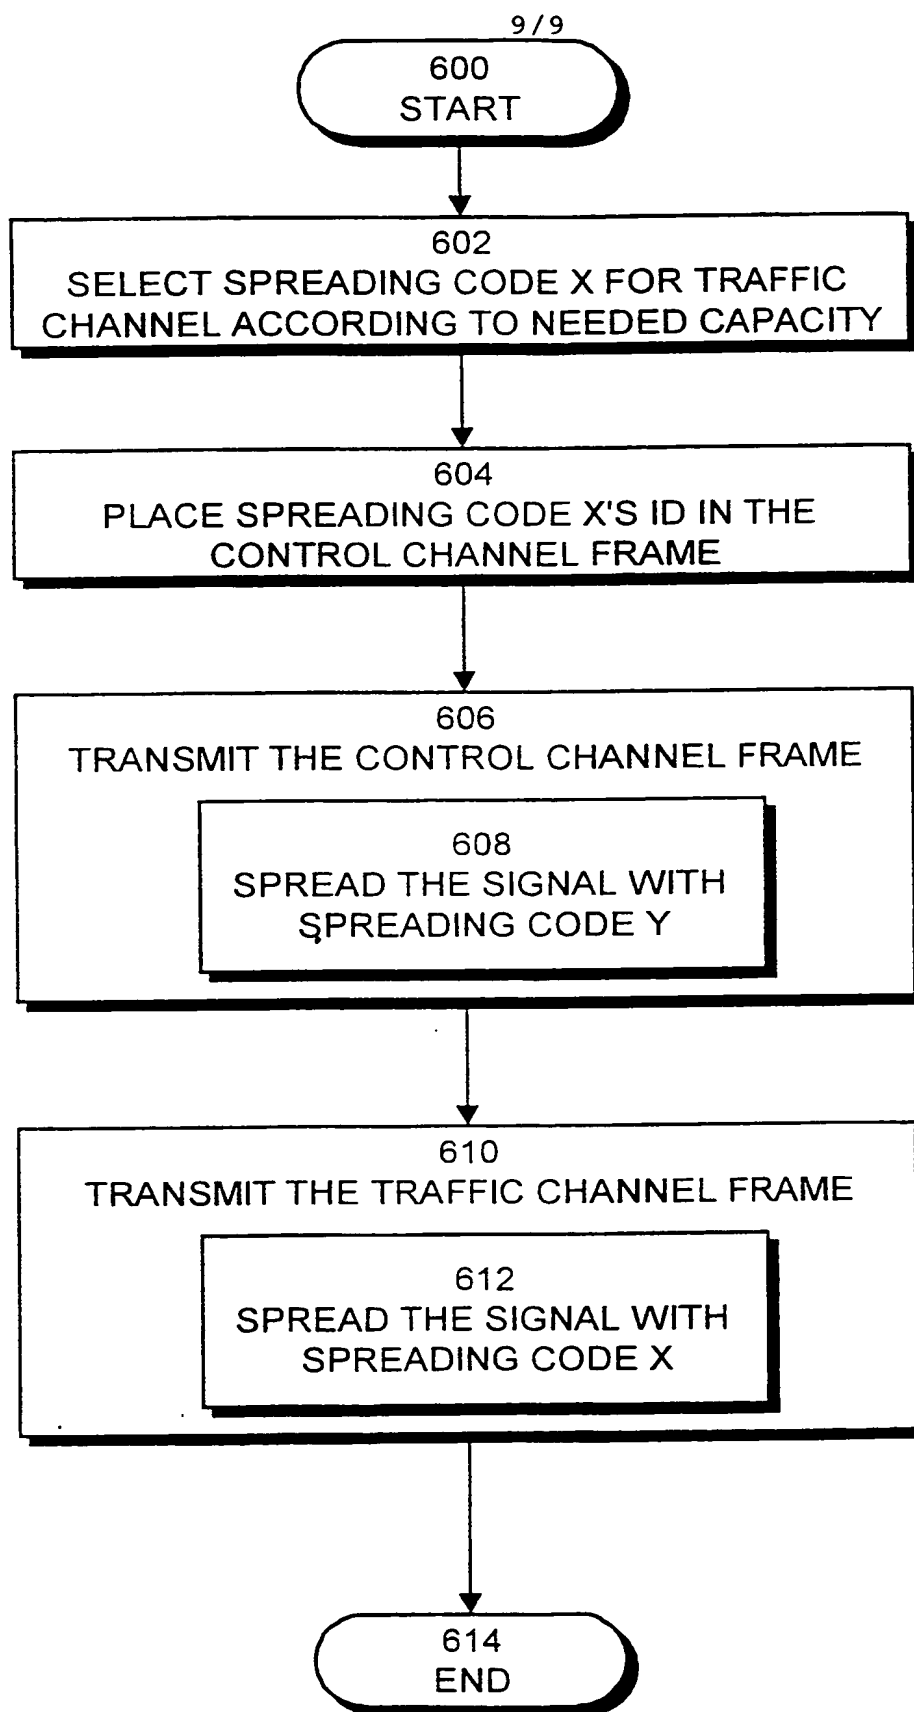 9/9
600
START
602
SELECT SPREADING CODE X FOR TRAFFIC
CHANNEL ACCORDING TO NEEDED CAPACITY
604
PLACE SPREADING CODE X'S ID IN THE
CONTROL CHANNEL FRAME
606
TRANSMIT THE CONTROL CHANNEL FRAME
608
SPREAD THE SIGNAL WITH
SPREADING CODE Y
610
TRANSMIT THE TRAFFIC CHANNEL FRAME
612
SPREAD THE SIGNAL WITH
SPREADING CODE X
614
END